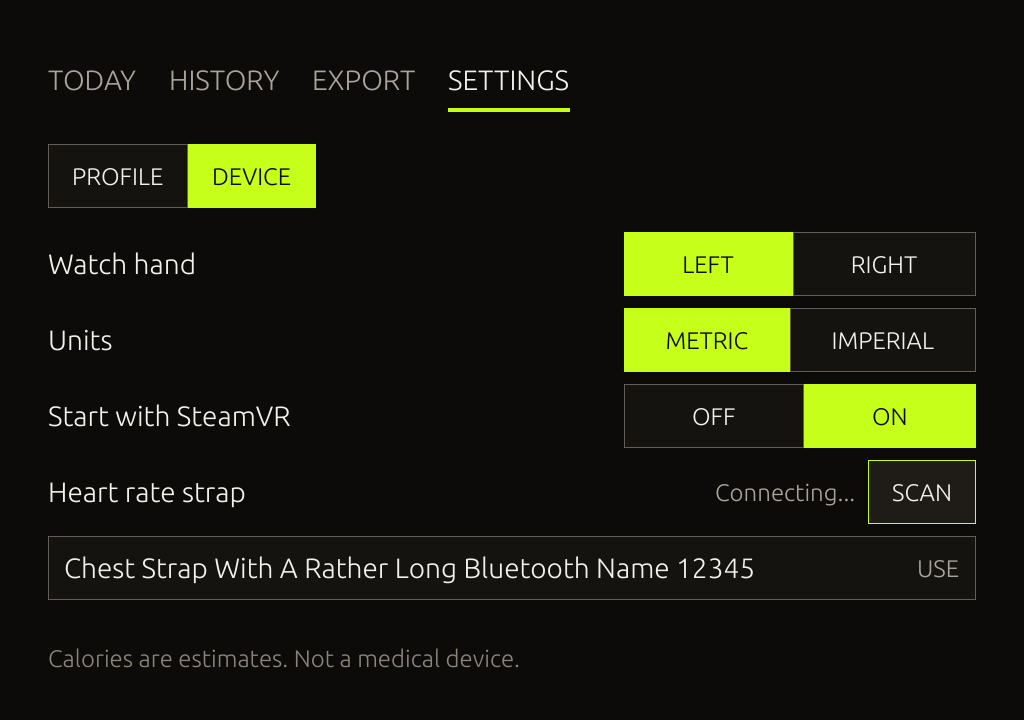 TODAY HISTORY EXPORT SETTINGS
PROFILE DEVICE
Watch hand LEFT RIGHT
Units METRIC IMPERIAL
Start with SteamVR OFF ON
Heart rate strap Connecting... SCAN
Chest Strap With A Rather Long Bluetooth Name 12345 USE
Calories are estimates. Not a medical device.